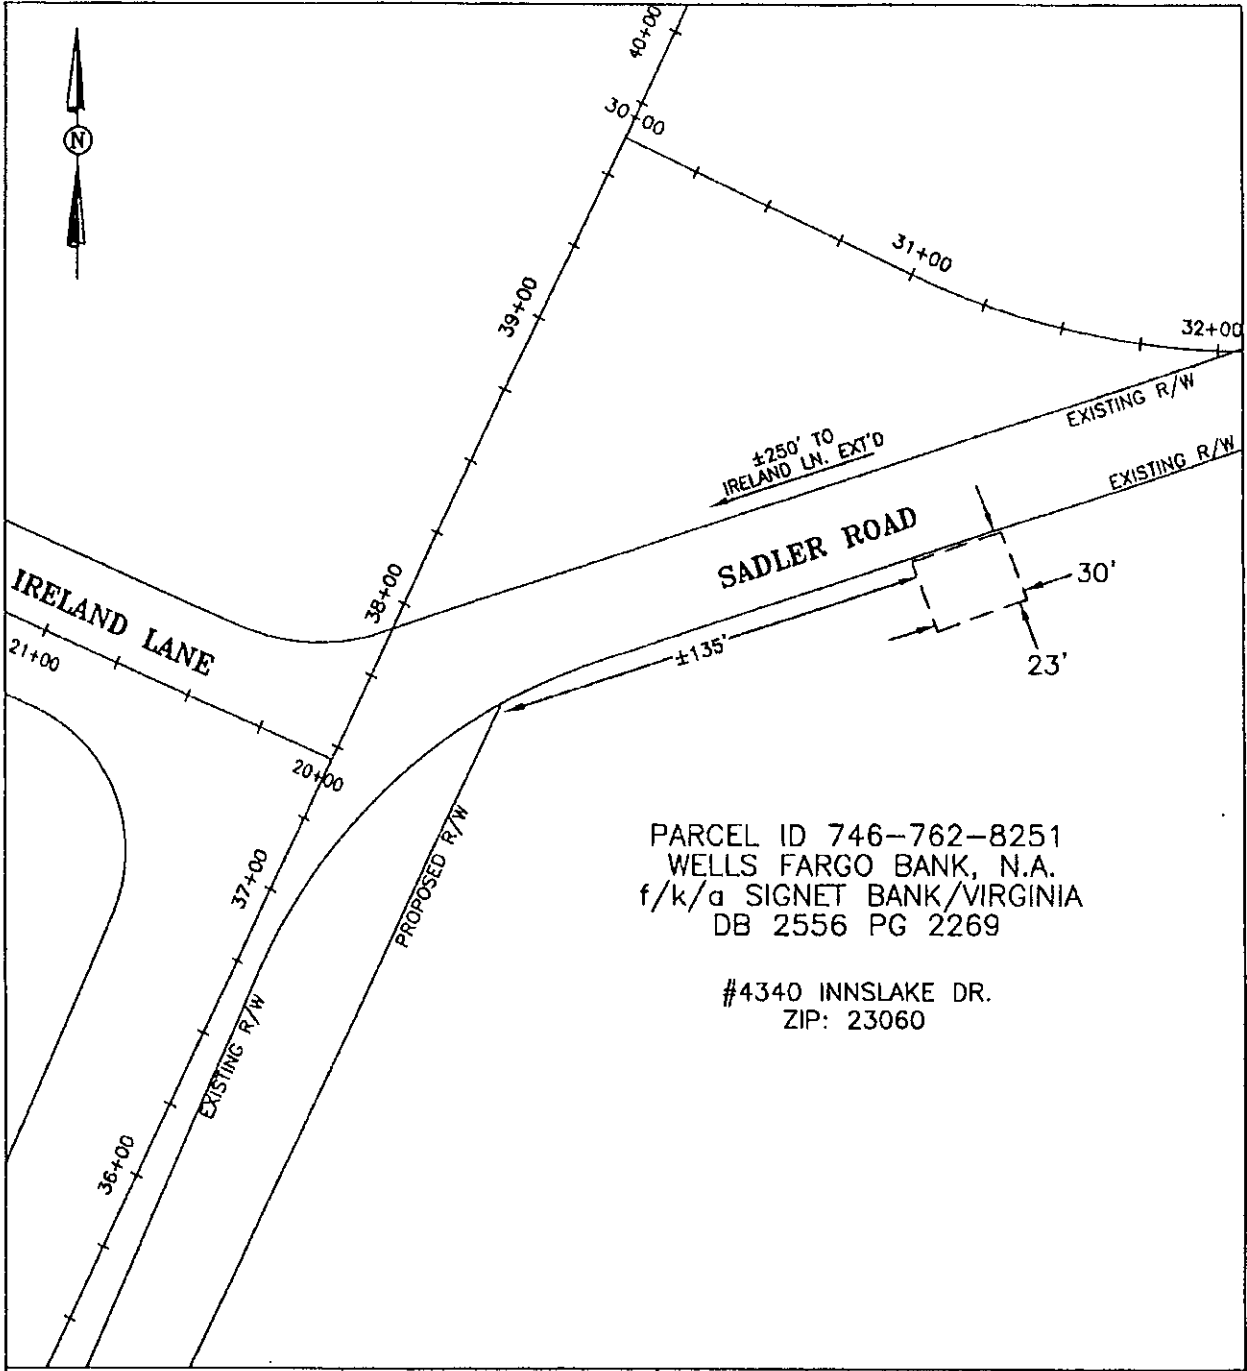 40+00
N
30+00
31+00
39+00
32+00
EXISTING R/W
±250' TO
IRELAND LN. EXT'D
EXISTING R/W
SADLER ROAD
30'
38+00
IRELAND LANE
21+00
±135'
23'
20+00
37+00
PROPOSED R/W
PARCEL ID 746-762-8251
WELLS FARGO BANK, N.A.
f/k/a SIGNET BANK/VIRGINIA
DB 2556 PG 2269
#4340 INNSLAKE DR.
ZIP: 23060
EXISTING R/W
36+00